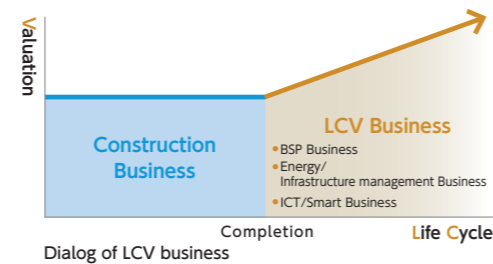 Valuation
Construction
Business
LCV Business
•BSP Business
•Energy/
Infrastructure management Business
•ICT/Smart Business
Completion
Life Cycle
Dialog of LCV business